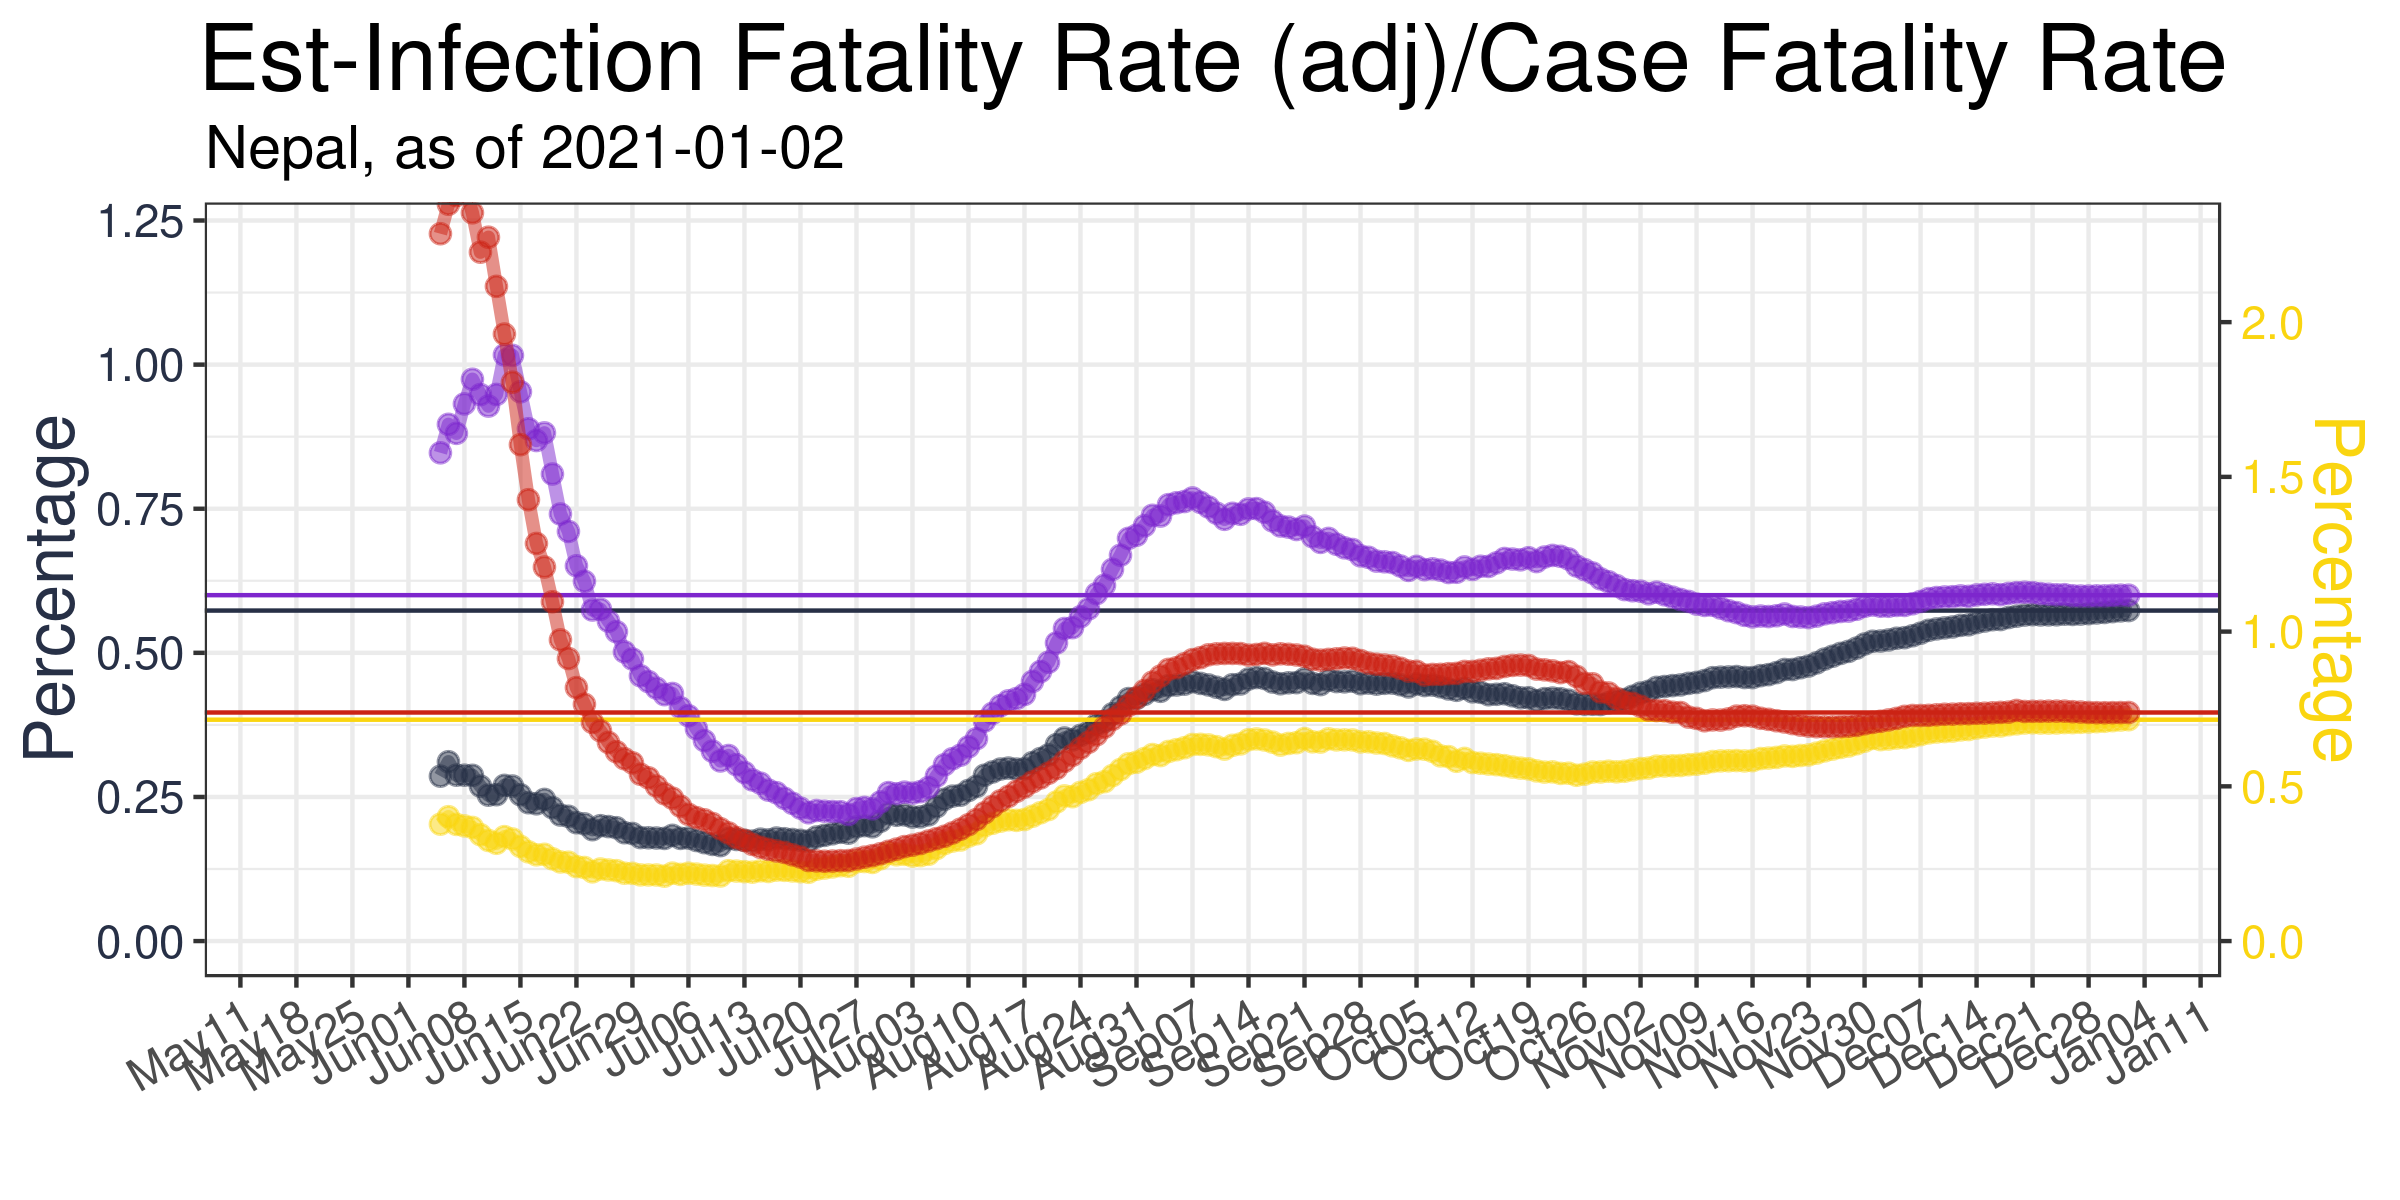 Est-Infection Fatality Rate (adj)/Case Fatality Rate
Nepal, as of 2021-01-02
Percentage
1.25
1.00
0.75
0.50
0.25
0.00
2.0
1.5
1.0
0.5
0.0
Percentage
May11
May18
May25
Jun01
Jun08
Jun15
Jun22
Jun29
Jul06
Jul13
Jul20
Jul27
Aug03
Aug10
Aug17
Aug24
Aug31
Sep07
Sep14
Sep21
Sep28
Oct05
Oct12
Oct19
Oct26
Nov02
Nov09
Nov16
Nov23
Nov30
Dec07
Dec14
Dec21
Dec28
Jan04
Jan11